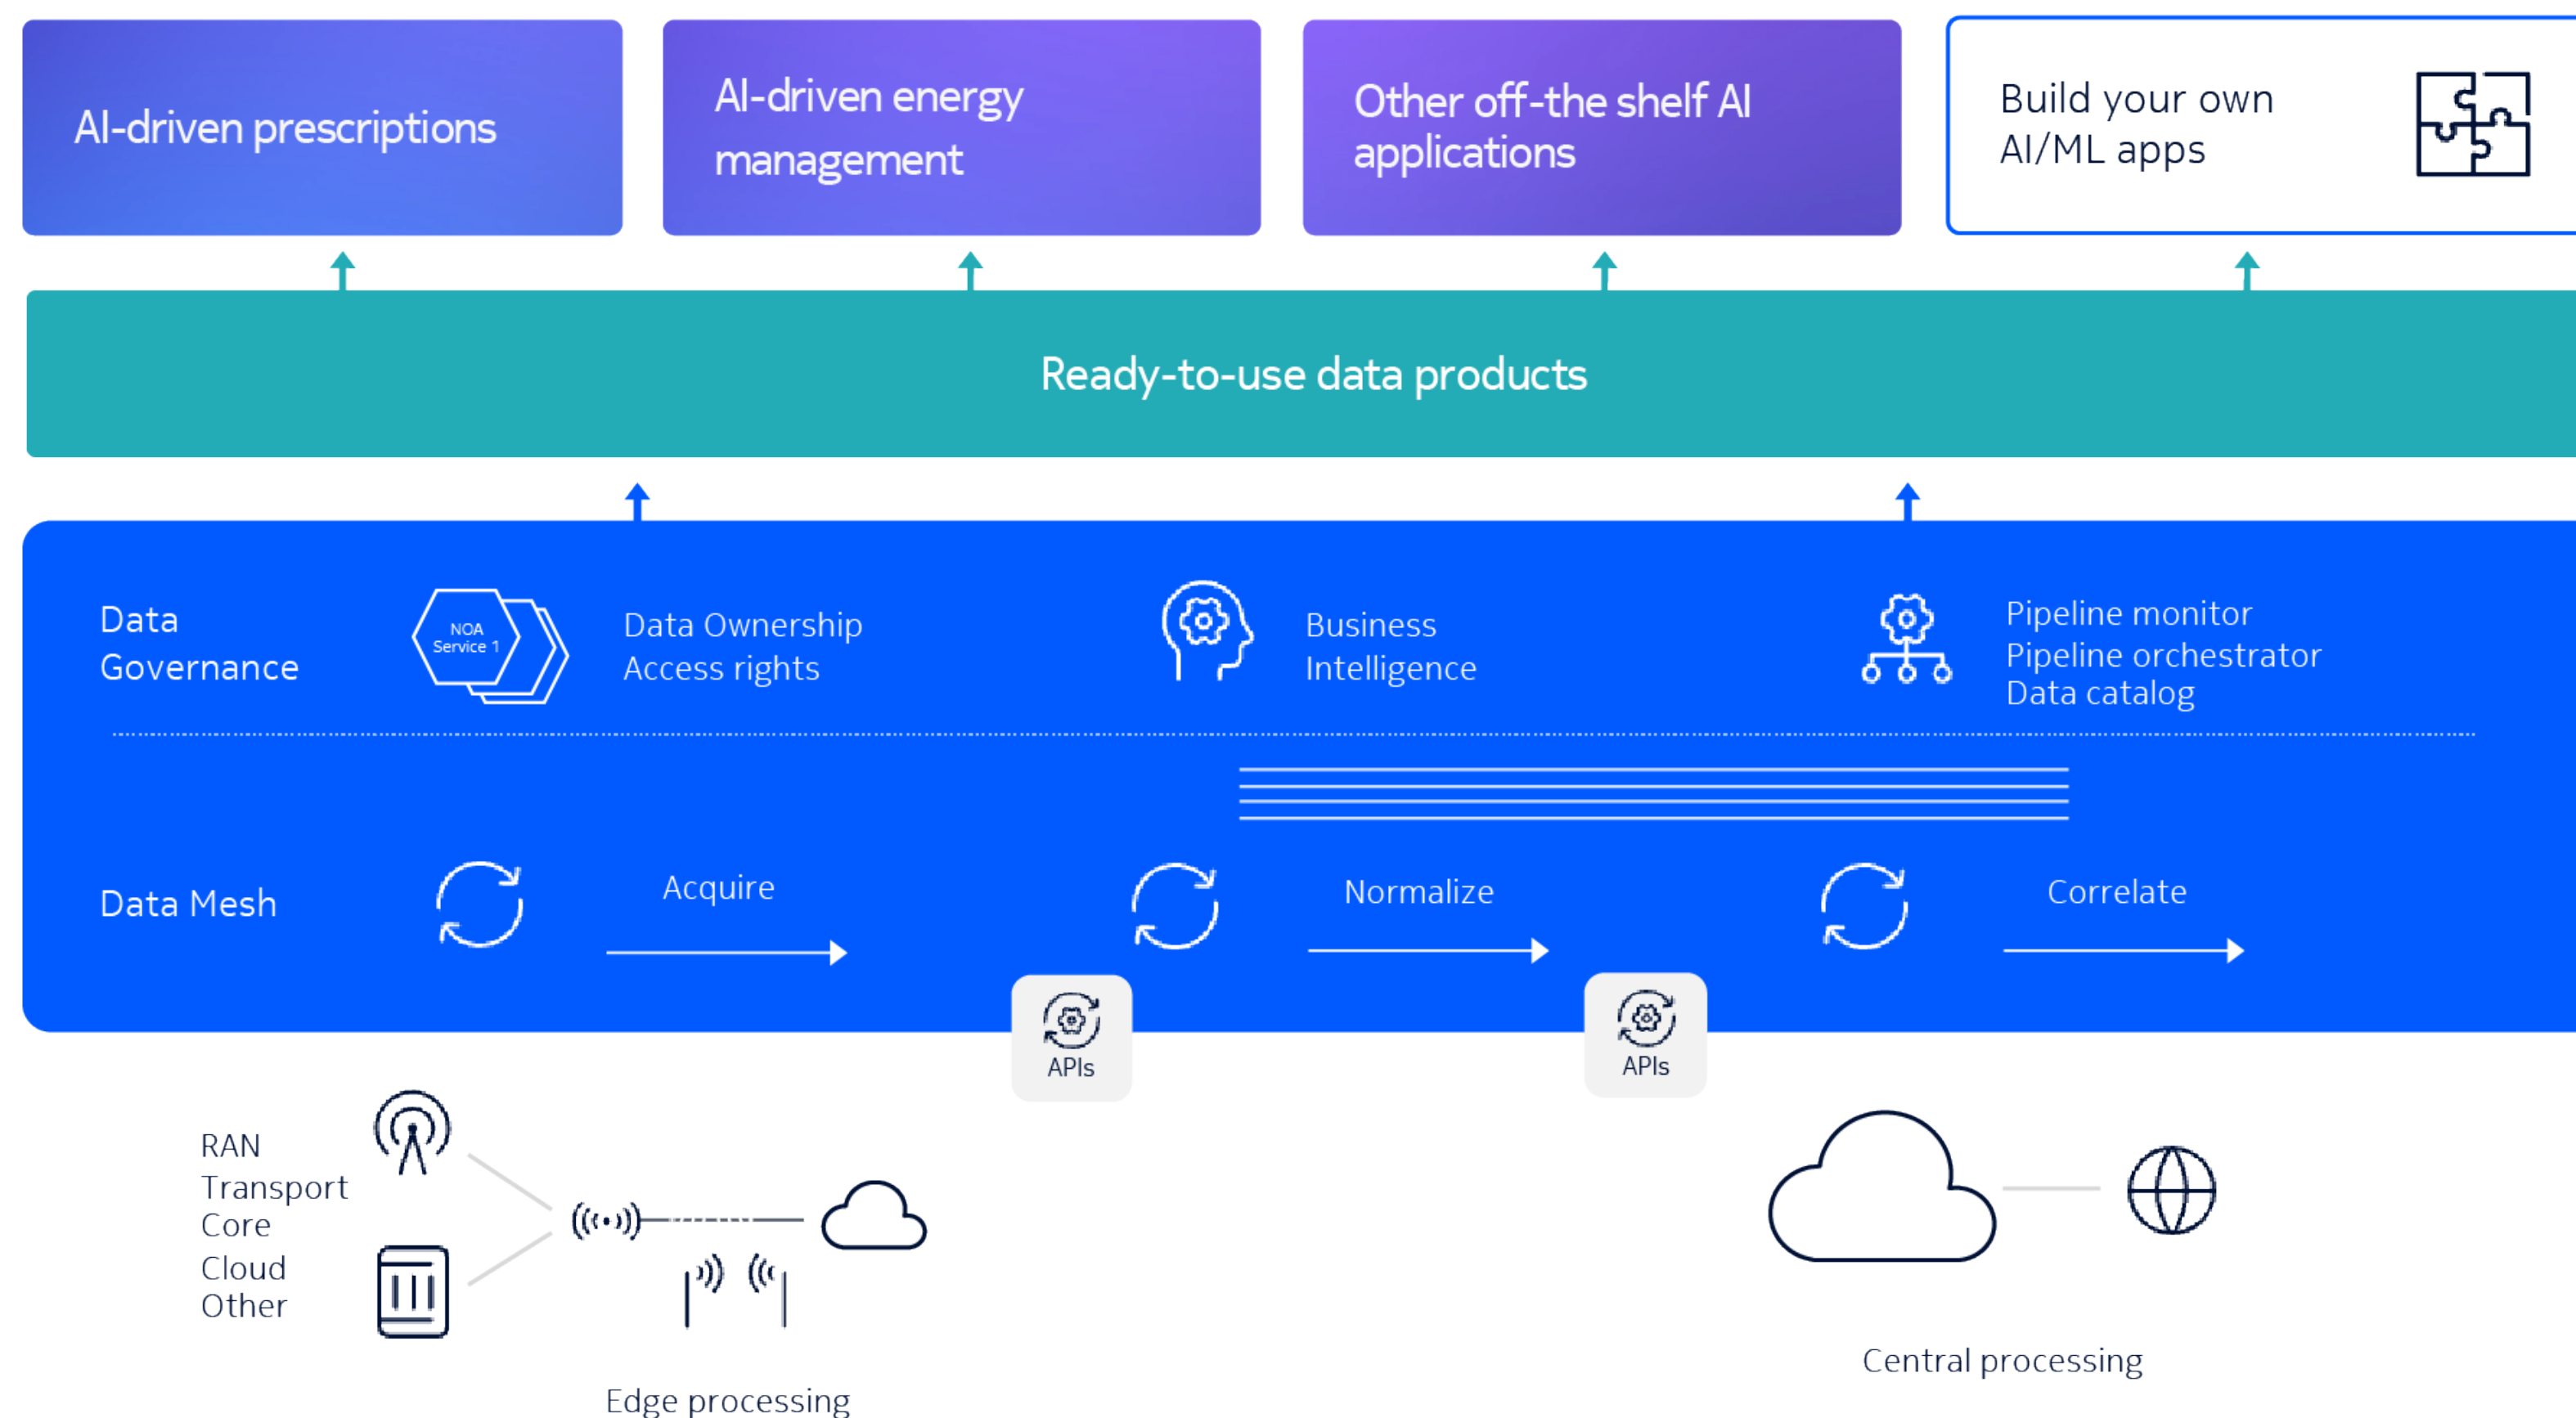 AI-driven prescriptions
AI-driven energy
management
Other off-the shelf AI
applications
Build your own
AI/ML apps
Ready-to-use data products
Data
Governance
NOA
Service 1
Data Ownership
Access rights
Business
Intelligence
Pipeline monitor
Pipeline orchestrator
Data catalog
Data Mesh
Acquire
Normalize
Correlate
APIs
APIs
RAN
Transport
Core
Cloud
Other
Edge processing
Central processing